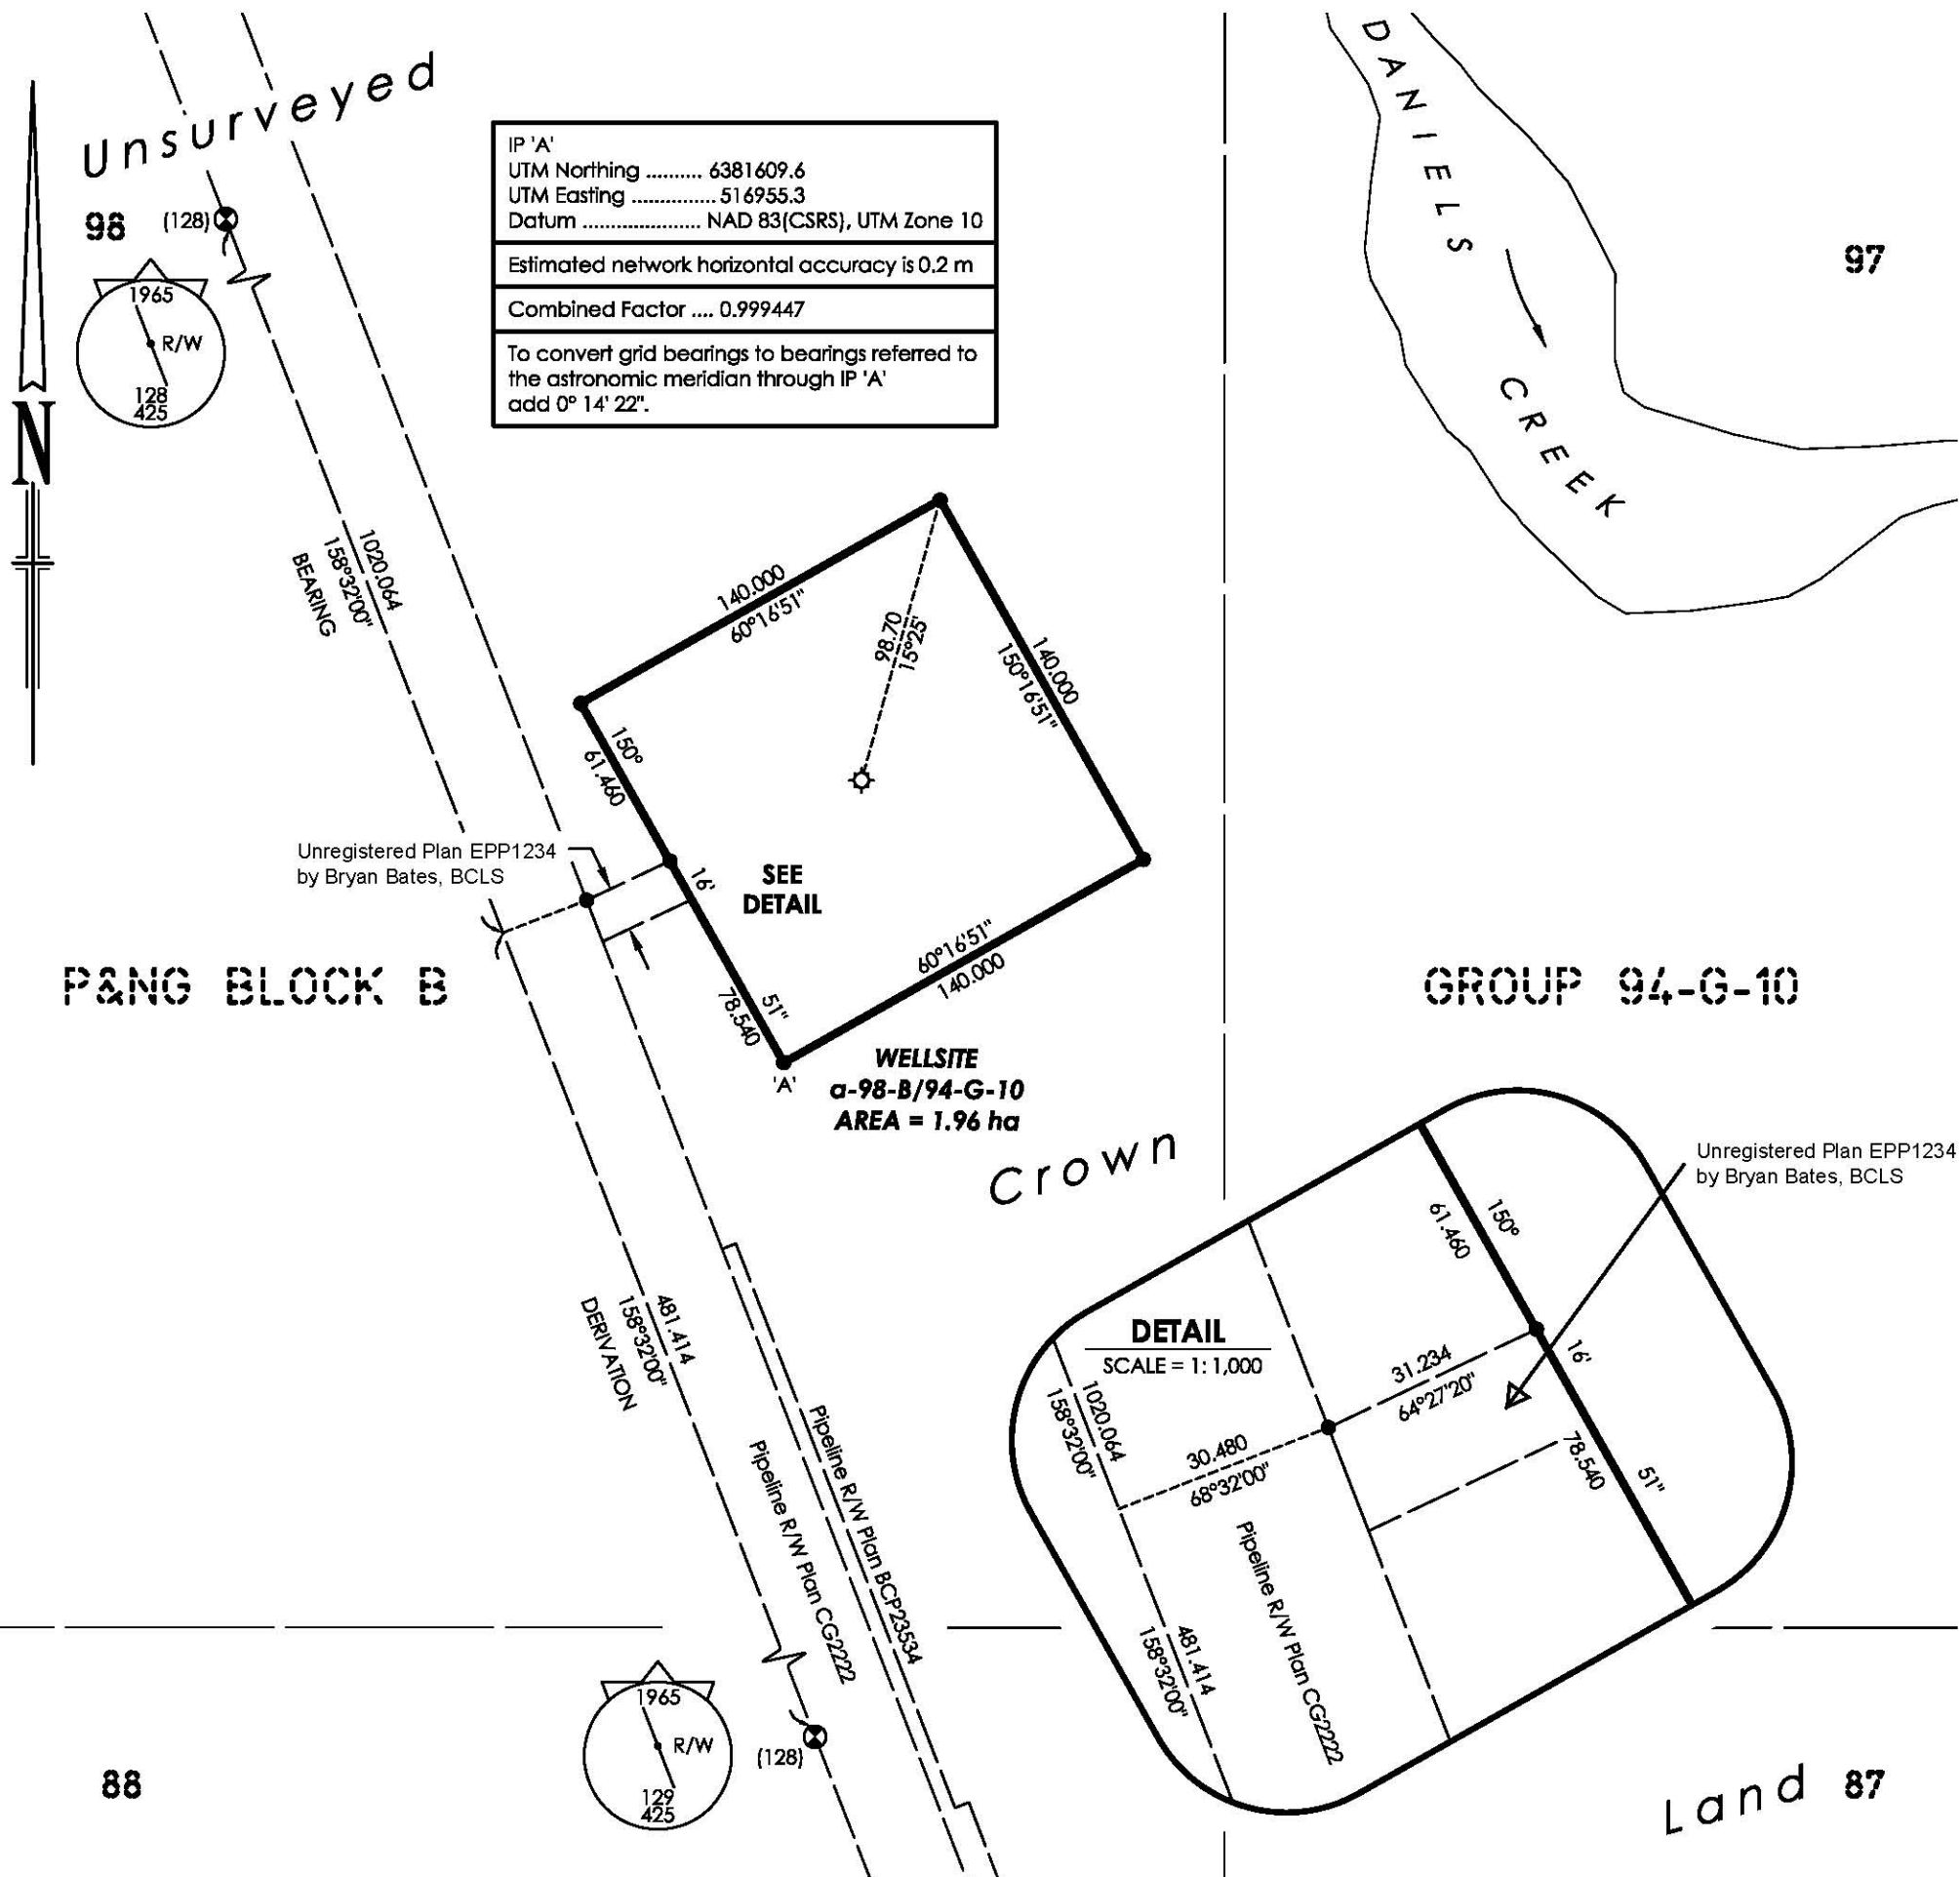 Unsurveyed
98
(128)
1965
R/W
128
425
N
IP 'A'
UTM Northing .......... 6381609.6
UTM Easting ............... 516955.3
Datum ..................... NAD 83(CSRS), UTM Zone 10
Estimated network horizontal accuracy is 0.2 m
Combined Factor .... 0.999447
To convert grid bearings to bearings referred to
the astronomic meridian through IP 'A'
add 0° 14' 22".
DANIELS
CREEK
97
1020.064
158°32'00"
BEARING
140.000
60°16'51"
98.70
15°25'
140.000
150°16'51"
150°
61.460
Unregistered Plan EPP1234
by Bryan Bates, BCLS
16'
SEE
DETAIL
60°16'51"
140.000
51"
78.540
'A'
P&NG BLOCK B
GROUP 94-G-10
WELLSITE
a-98-B/94-G-10
AREA = 1.96 ha
Crown
Unregistered Plan EPP1234
by Bryan Bates, BCLS
481.414
158°32'00"
DERIVATION
Pipeline R/W Plan CG2222
Pipeline R/W Plan BCP23534
DETAIL
SCALE = 1: 1,000
150°
61.460
16'
31.234
64°27'20"
1020.064
158°32'00"
30.480
68°32'00"
78.540
51"
Pipeline R/W Plan CG2222
481.414
158°32'00"
1965
R/W
129
425
(128)
88
Land
87